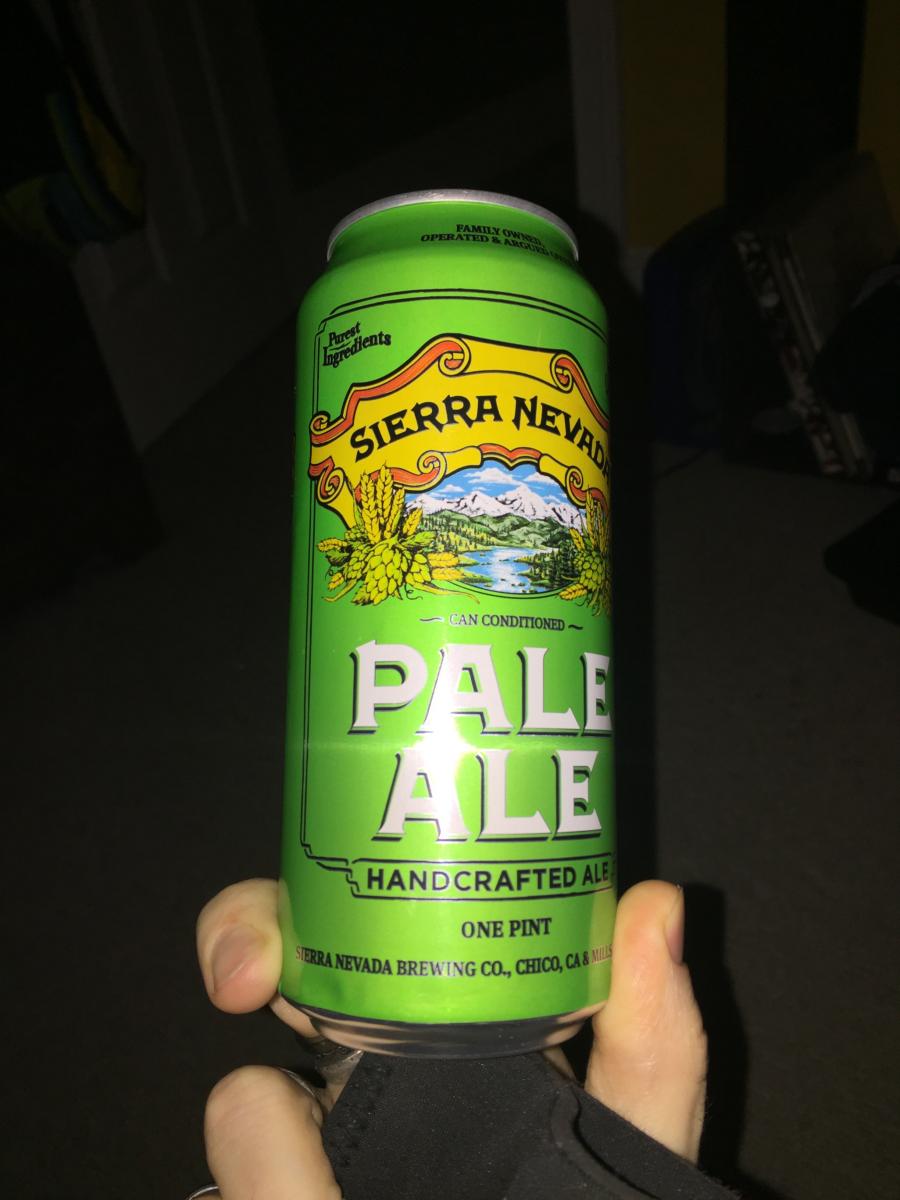 FAMILY OWNED,
OPERATED & ARGUED
Purest
Ingredients
SIERRA NEVADA
CAN CONDITIONED
PALE
ALE
HANDCRAFTED ALE
ONE PINT
SIERRA NEVADA BREWING CO., CHICO, CA & MILLS